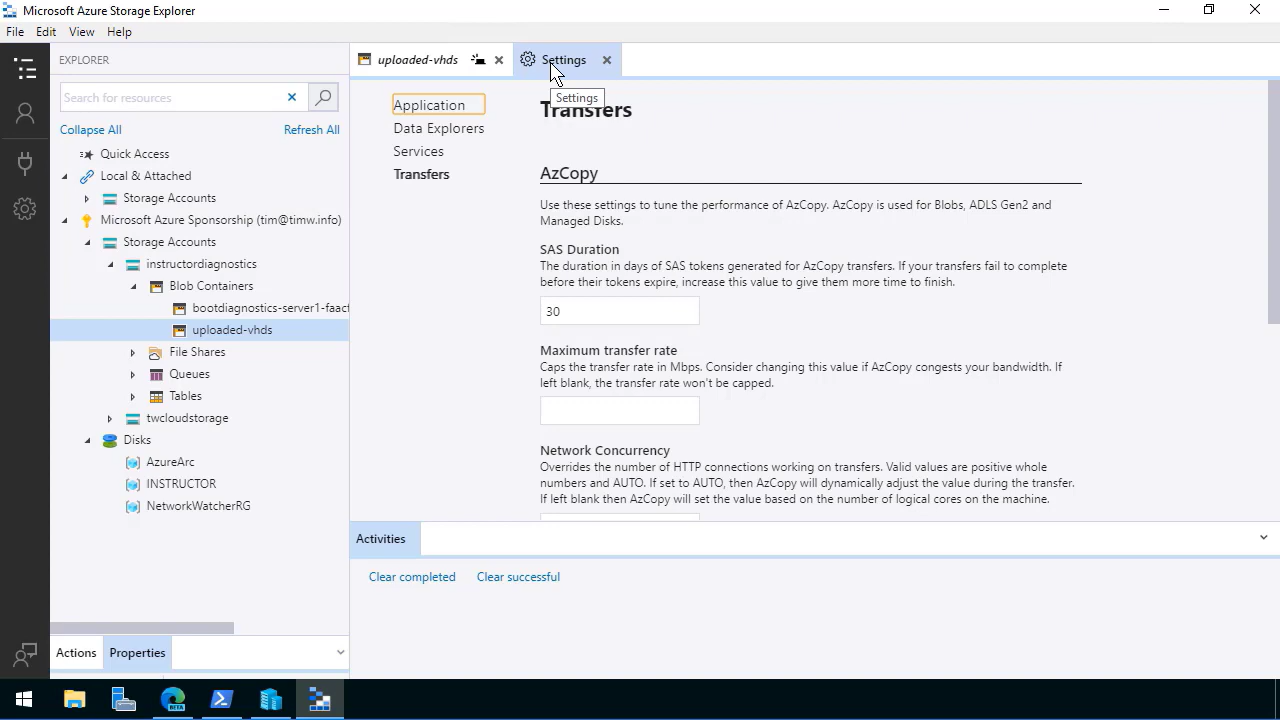 Microsoft Azure Storage Explorer
File Edit View Help
EXPLORER
Search for resources
Collapse All Refresh All
Quick Access
Local & Attached
Storage Accounts
Microsoft Azure Sponsorship (tim@timw.info)
Storage Accounts
instructordiagnostics
Blob Containers
bootdiagnostics-server1-faacf
uploaded-vhds
File Shares
Queues
Tables
twcloudstorage
Disks
AzureArc
INSTRUCTOR
NetworkWatcherRG
Actions Properties
uploaded-vhds Settings
Settings
Application
Data Explorers
Services
Transfers
Transfers
AzCopy
Use these settings to tune the performance of AzCopy. AzCopy is used for Blobs, ADLS Gen2 and
Managed Disks.
SAS Duration
The duration in days of SAS tokens generated for AzCopy transfers. If your transfers fail to complete
before their tokens expire, increase this value to give them more time to finish.
30
Maximum transfer rate
Caps the transfer rate in Mbps. Consider changing this value if AzCopy congests your bandwidth. If
left blank, the transfer rate won't be capped.
Network Concurrency
Overrides the number of HTTP connections working on transfers. Valid values are positive whole
numbers and AUTO. If set to AUTO, then AzCopy will dynamically adjust the value during the transfer.
If left blank then AzCopy will set the value based on the number of logical cores on the machine.
Activities
Clear completed Clear successful
BETA